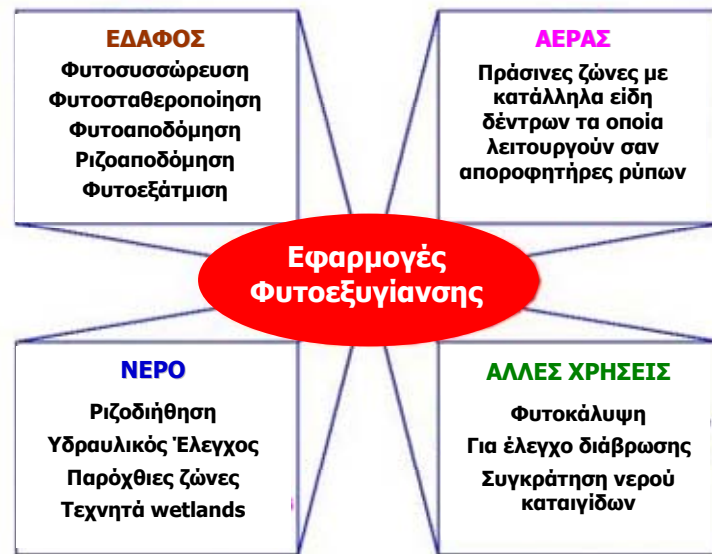 ΕΔΑΦΟΣ
Φυτοσυσσώρευση
Φυτοσταθεροποίηση
Φυτοαποδόμηση
Ριζοαποδόμηση
Φυτοεξάτμιση
ΑΕΡΑΣ
Πράσινες ζώνες με
κατάλληλα είδη
δέντρων τα οποία
λειτουργούν σαν
αποροφητήρες ρύπων
Εφαρμογές
Φυτοεξυγίανσης
ΝΕΡΟ
Ριζοδιήθηση
Υδραυλικός Έλεγχος
Παρόχθιες ζώνες
Τεχνητά wetlands
ΑΛΛΕΣ ΧΡΗΣΕΙΣ
Φυτοκάλυψη
Για έλεγχο διάβρωσης
Συγκράτηση νερού
καταιγίδων